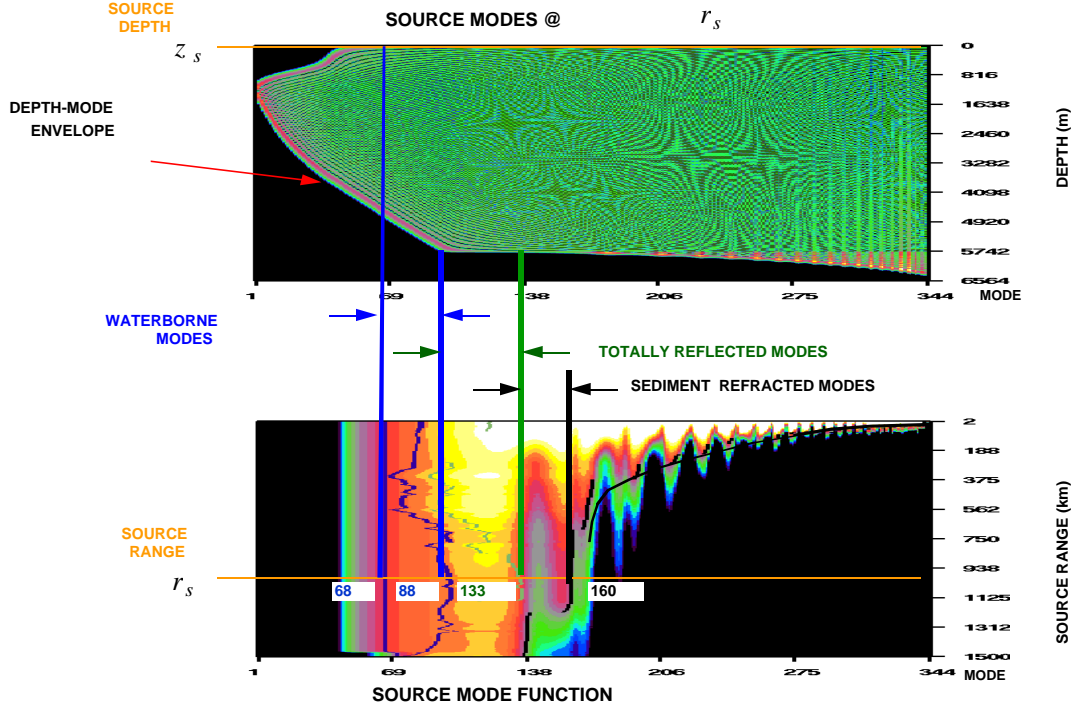 SOURCE DEPTH
z s
SOURCE MODES @ r s
DEPTH-MODE ENVELOPE
0
816
1638
2460
3282
4098
4920
5742
6564
DEPTH (m)
1 69 138 206 275 344 MODE
WATERBORNE MODES
TOTALLY REFLECTED MODES
SEDIMENT REFRACTED MODES
2
188
375
562
750
938
1125
1312
1500
SOURCE RANGE (km)
SOURCE RANGE
r s
68 88 133 160
1 69 138 206 275 344 MODE
SOURCE MODE FUNCTION